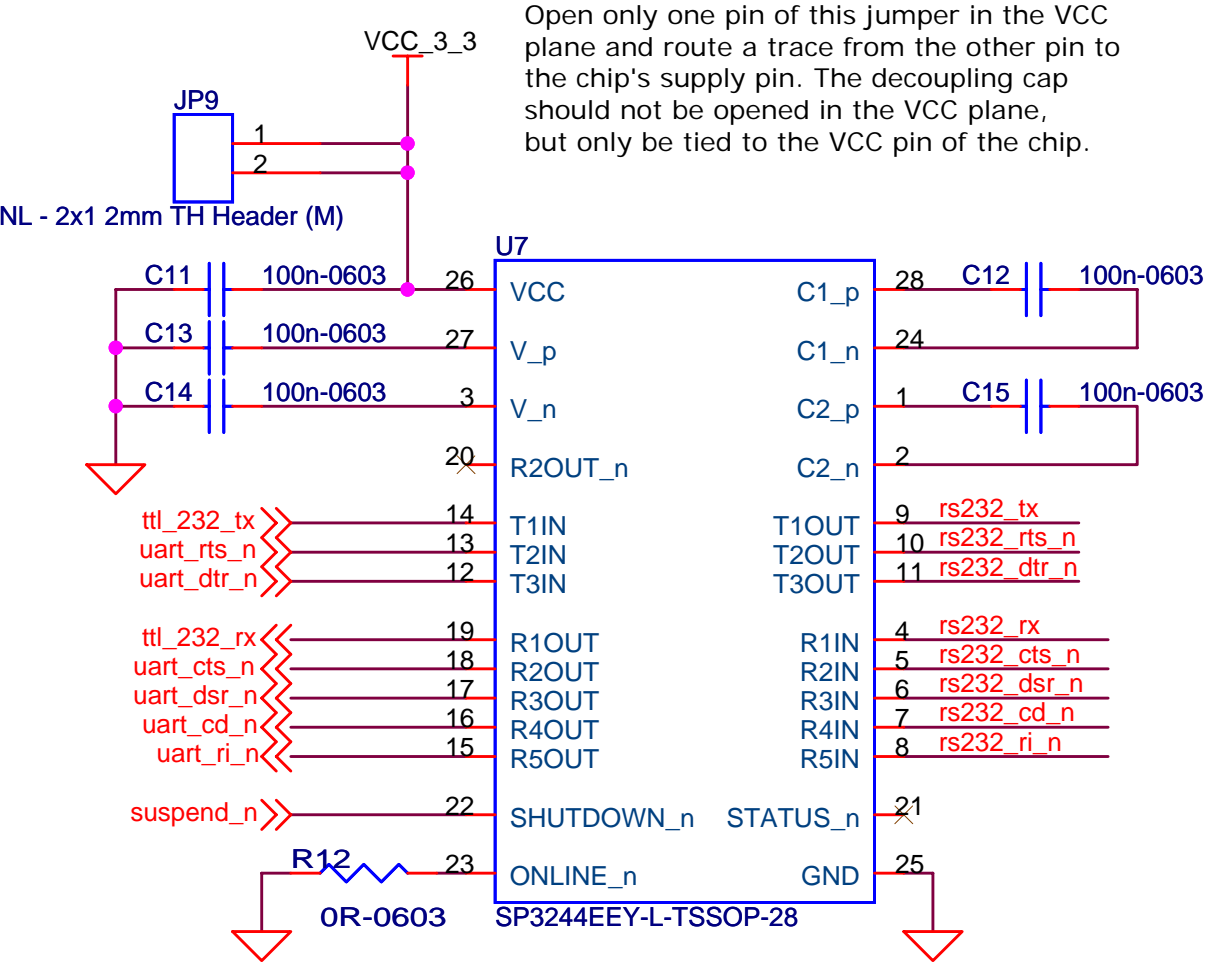 Open only one pin of this jumper in the VCC
plane and route a trace from the other pin to
the chip's supply pin. The decoupling cap
should not be opened in the VCC plane,
but only be tied to the VCC pin of the chip.
VCC_3_3
JP9
1
2
NL - 2x1 2mm TH Header (M)
U7
C11 100n-0603 26 VCC C1_p 28 C12 100n-0603
C13 100n-0603 27 V_p C1_n 24
C14 100n-0603 3 V_n C2_p 1 C15 100n-0603
20 R2OUT_n C2_n 2
ttl_232_tx 14 T1IN T1OUT 9 rs232_tx
uart_rts_n 13 T2IN T2OUT 10 rs232_rts_n
uart_dtr_n 12 T3IN T3OUT 11 rs232_dtr_n
ttl_232_rx 19 R1OUT R1IN 4 rs232_rx
uart_cts_n 18 R2OUT R2IN 5 rs232_cts_n
uart_dsr_n 17 R3OUT R3IN 6 rs232_dsr_n
uart_cd_n 16 R4OUT R4IN 7 rs232_cd_n
uart_ri_n 15 R5OUT R5IN 8 rs232_ri_n
suspend_n 22 SHUTDOWN_n STATUS_n 21
R12 23 ONLINE_n GND 25
0R-0603 SP3244EEY-L-TSSOP-28